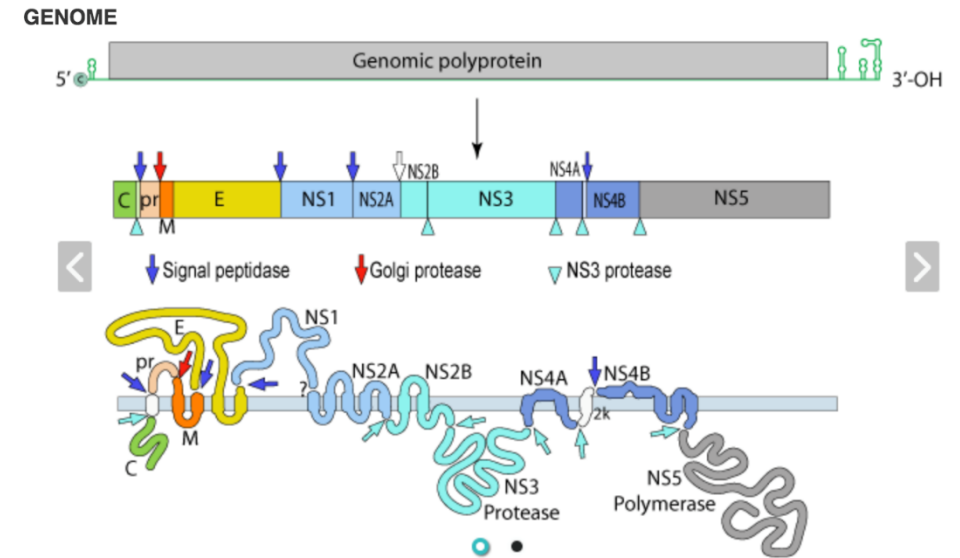 GENOME
Genomic polyprotein
5' C
3'-OH
NS2B NS4A
C pr E NS1 NS2A NS3 NS4B NS5
M
Signal peptidase Golgi protease NS3 protease
E NS1
pr NS2A NS2B NS4A NS4B
?
2k
M
C
NS3
Protease
NS5
Polymerase